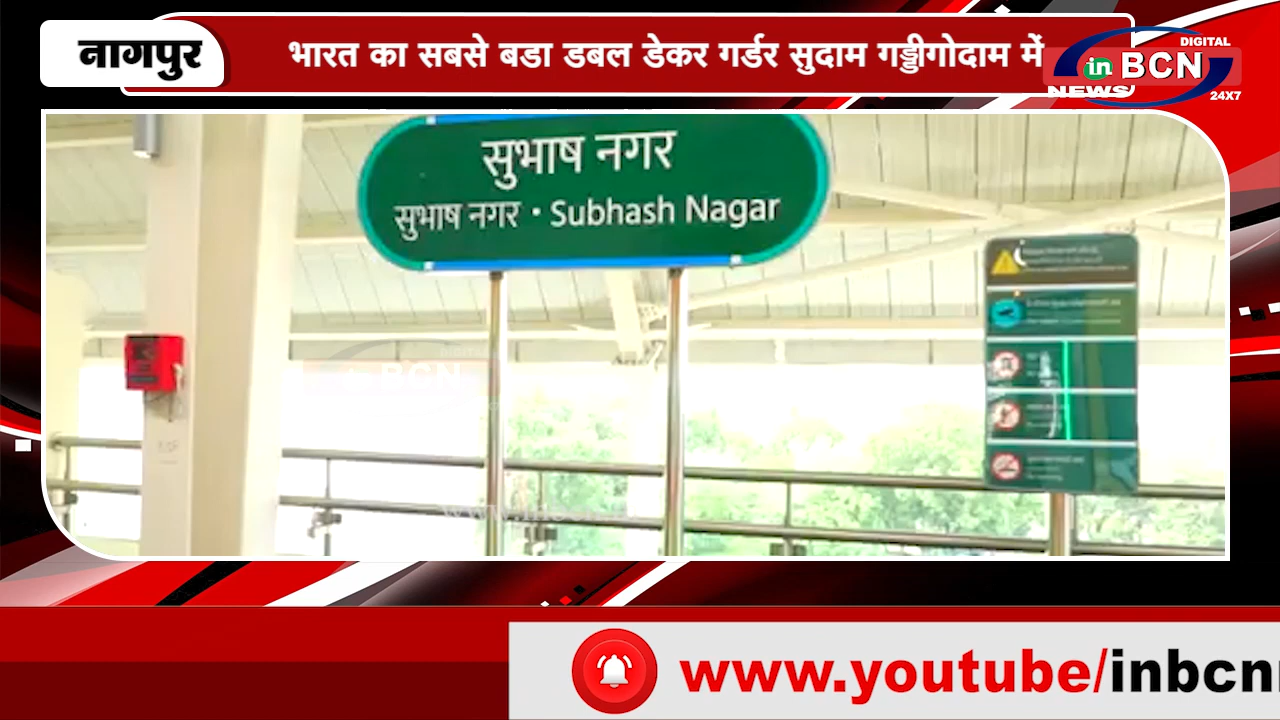 नागपुर
भारत का सबसे बडा डबल डेकर गर्डर सुदाम गड्डीगोदाम में
DIGITAL
in BCN
NEWS
24X7
सुभाष नगर
सुभाष नगर · Subhash Nagar
BCN
www.youtube/inbcn